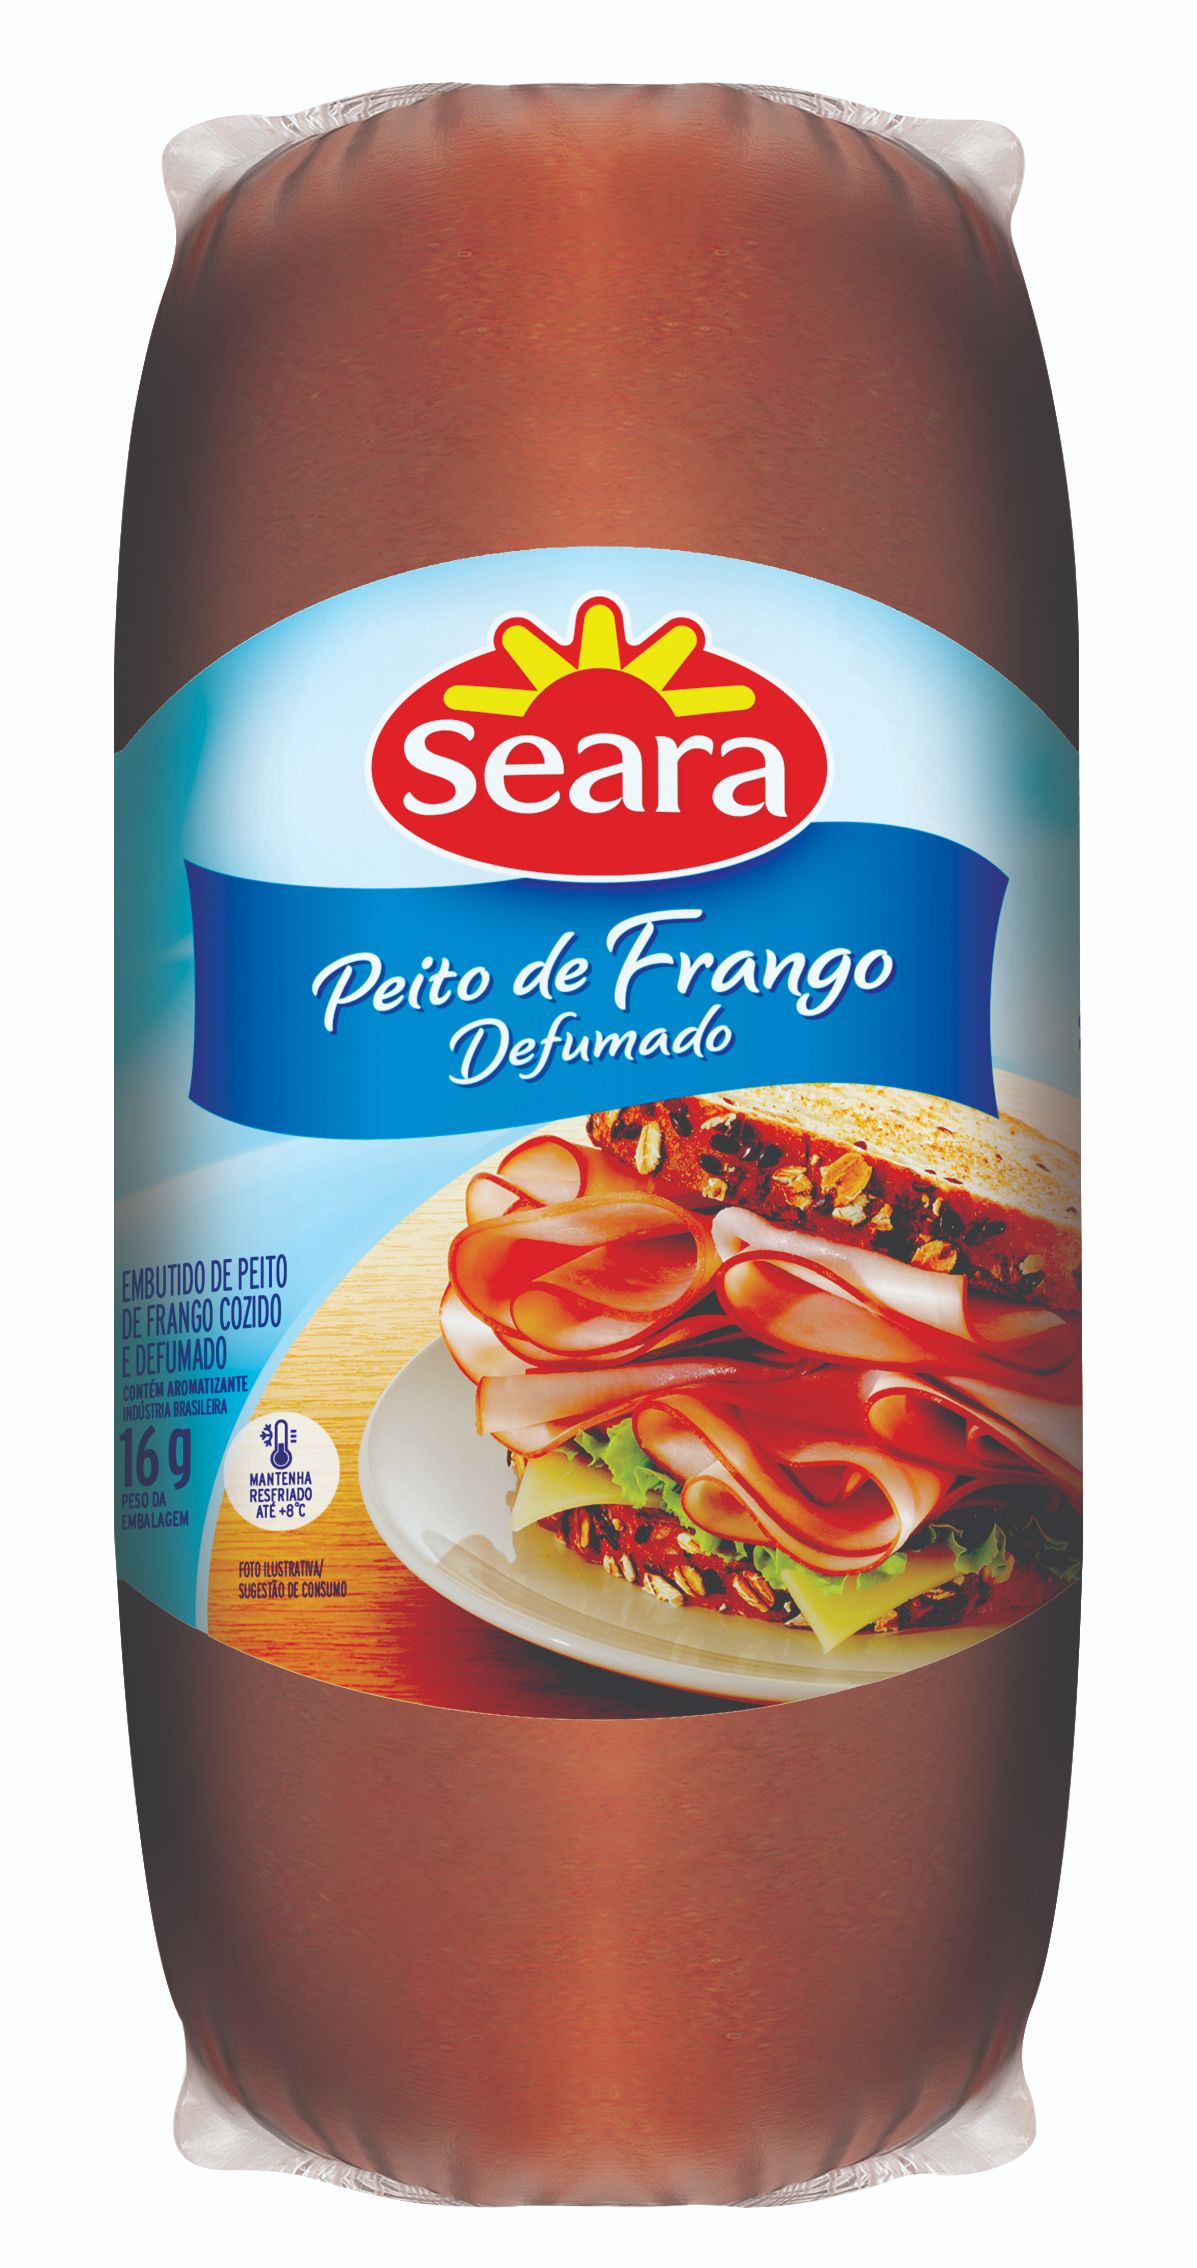 Seara
Peito de Frango
Defumado
EMBUTIDO DE PEITO
DE FRANGO COZIDO
E DEFUMADO
CONTÉM AROMATIZANTE
INDÚSTRIA BRASILEIRA
16 g
PESO DA
EMBALAGEM
MANTENHA
RESFRIADO
ATÉ +8°C
FOTO ILUSTRATIVA/
SUGESTÃO DE CONSUMO